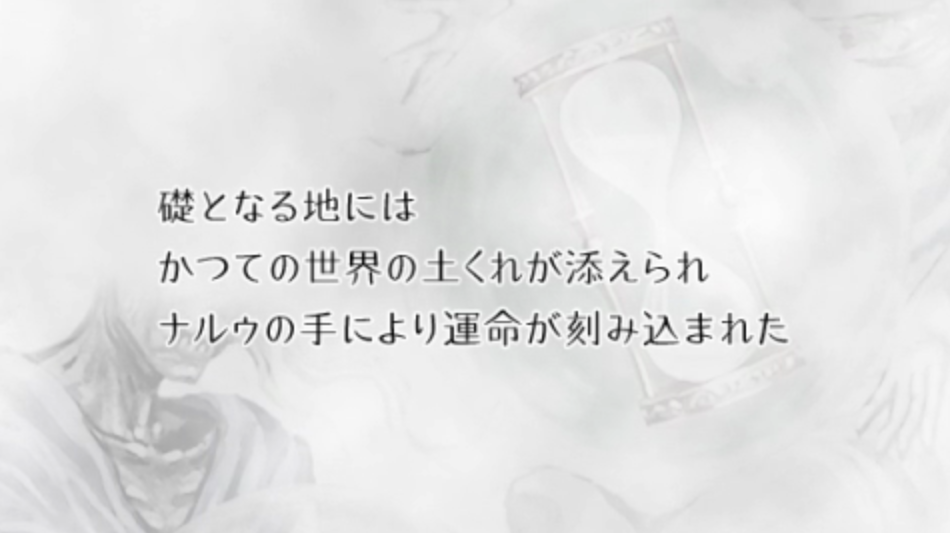 礎となる地には
かつての世界の土くれが添えられ
ナルゥの手により運命が刻み込まれた